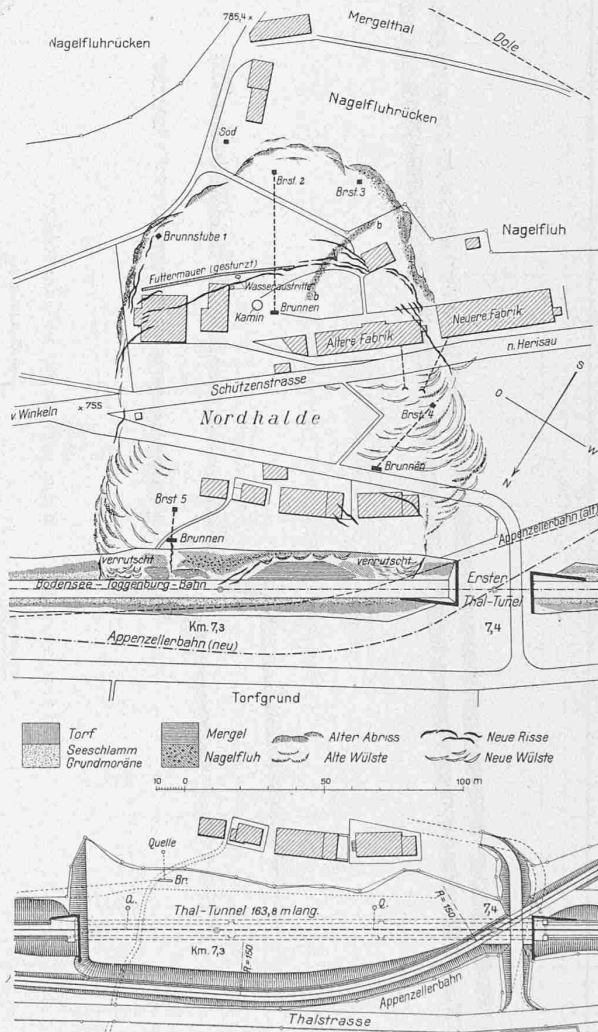 785,4 ×
Mergelthal
Dole
Nagelfluhrücken
Nagelfluhrücken
Sod
Brst. 2
Brst. 3
Nagelfluh
Brunnstube 1
b
Futtermauer (gestürzt)
Wasseraustritte
b
Kamin
Brunnen
Neuere Fabrik
Ältere Fabrik
n. Herisau
Schützenstrasse
S
v. Winkeln
× 755
Nordhalde
Brst. 4
O
W
N
Brunnen
Brst 5
Brunnen
Appenzellerbahn (alt)
verrutscht
verrutscht
Bodensee-Toggenburg-Bahn
Erster
Thal-Tunel
Km. 7,3
7,4
Appenzellerbahn (neu)
Torfgrund
Torf
Mergel
Alter Abriss
Neue Risse
Seeschlamm
Grundmoräne
Nagelfluh
Alte Wülste
Neue Wülste
10 0 50 100 m
Quelle
Br.
Q.
Q.
Thal-Tunnel 163,8 m lang.
R=150
7,4
Km. 7,3
R=150
Appenzellerbahn
Thalstrasse